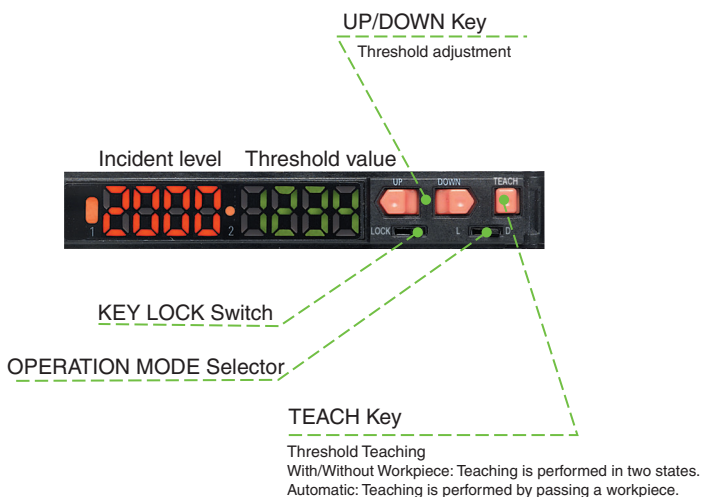 UP/DOWN Key
Threshold adjustment
Incident level Threshold value
UP DOWN TEACH
1 2000 2 1234
LOCK L D
KEY LOCK Switch
OPERATION MODE Selector
TEACH Key
Threshold Teaching
With/Without Workpiece: Teaching is performed in two states.
Automatic: Teaching is performed by passing a workpiece.